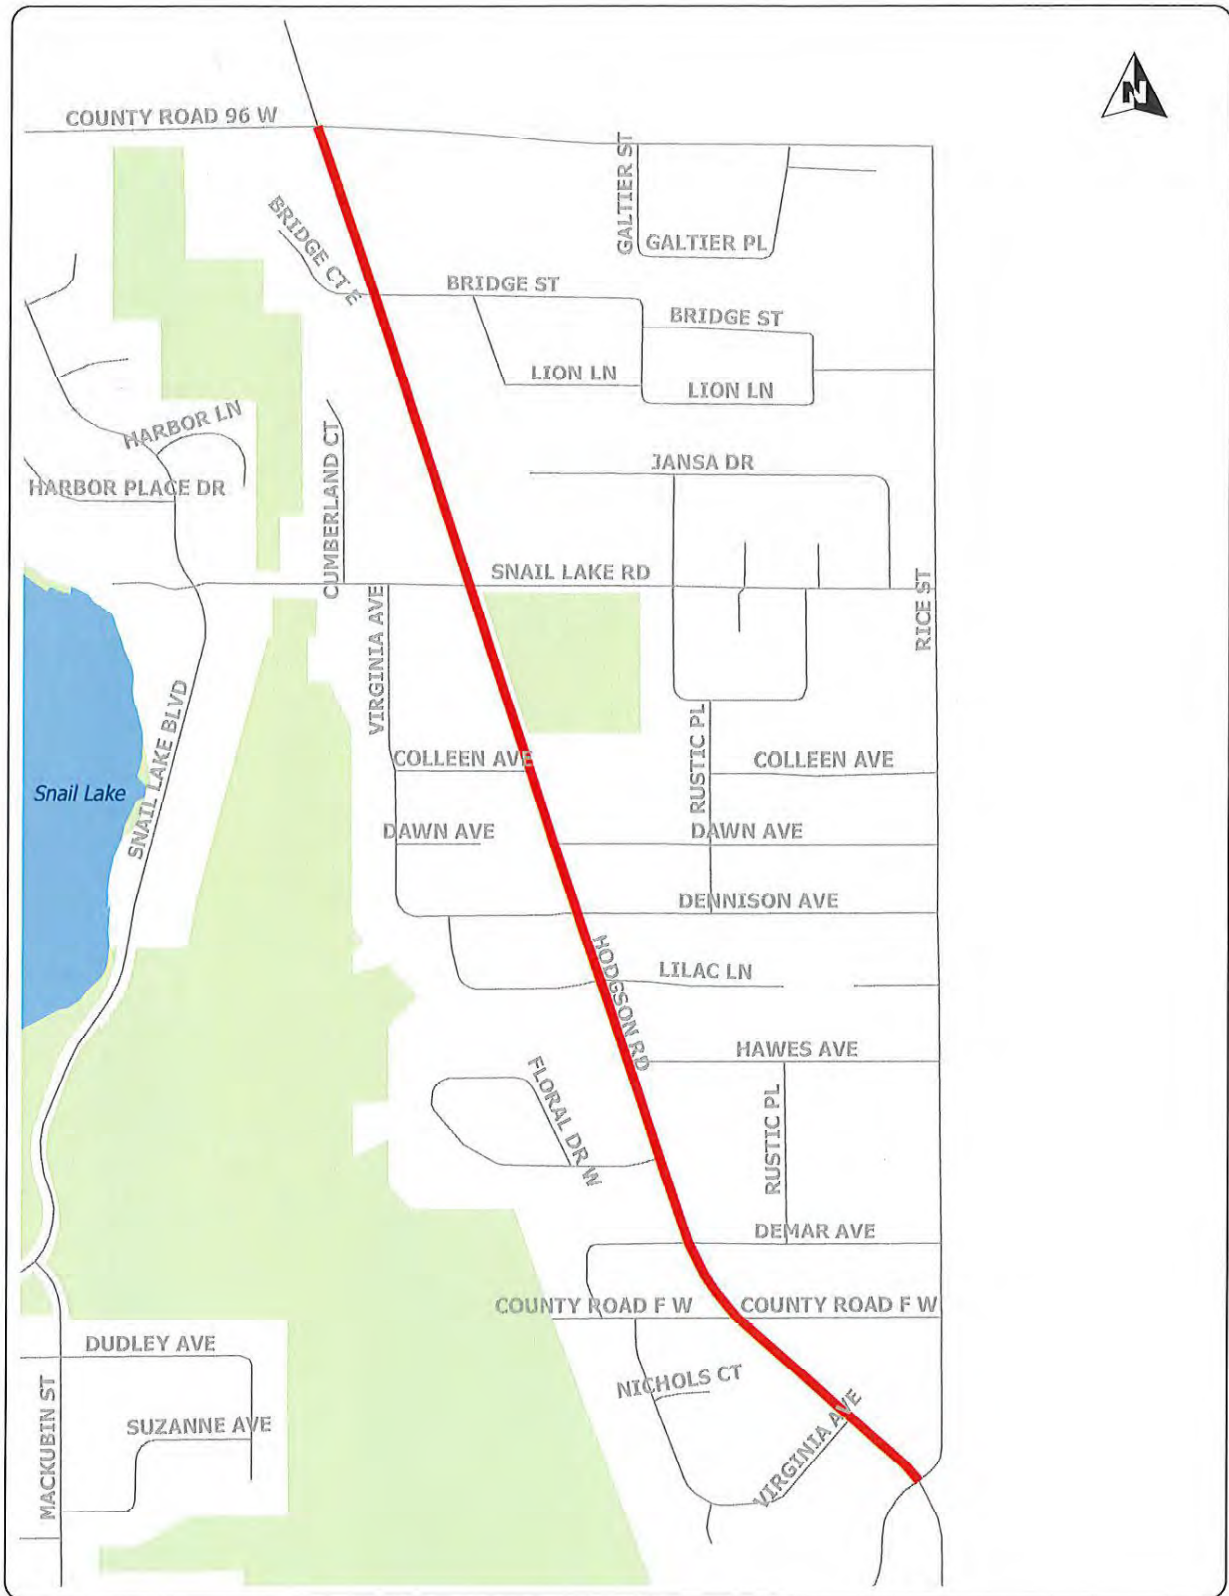 N
COUNTY ROAD 96 W
GALTIER ST
BRIDGE CT E
GALTIER PL
BRIDGE ST
BRIDGE ST
LION LN
LION LN
HARBOR LN
CUMBERLAND CT
JANSA DR
HARBOR PLACE DR
SNAIL LAKE RD
RICE ST
VIRGINIA AVE
SNAIL LAKE BLVD
RUSTIC PL
COLLEEN AVE
COLLEEN AVE
Snail Lake
DAWN AVE
DAWN AVE
DENNISON AVE
HODGSON RD
LILAC LN
HAWES AVE
FLORAL DR W
RUSTIC PL
DEMAR AVE
COUNTY ROAD F W
COUNTY ROAD F W
DUDLEY AVE
NICHOLS CT
MACKUBIN ST
SUZANNE AVE
VIRGINIA AVE